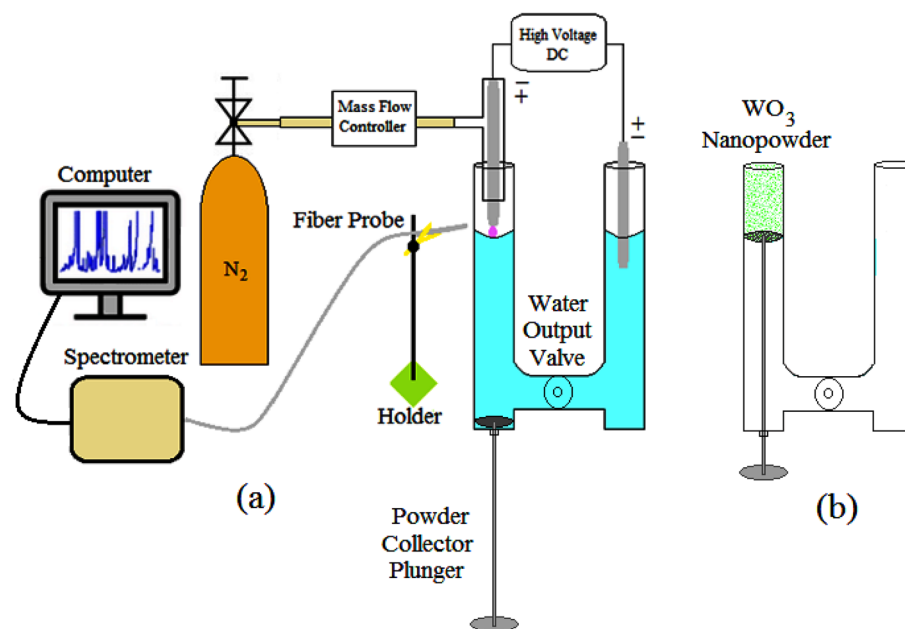 High Voltage
DC
−
+
+
−
Mass Flow
Controller
WO3
Nanopowder
Computer
Fiber Probe
N2
Water
Output
Valve
Spectrometer
Holder
(a)
(b)
Powder
Collector
Plunger